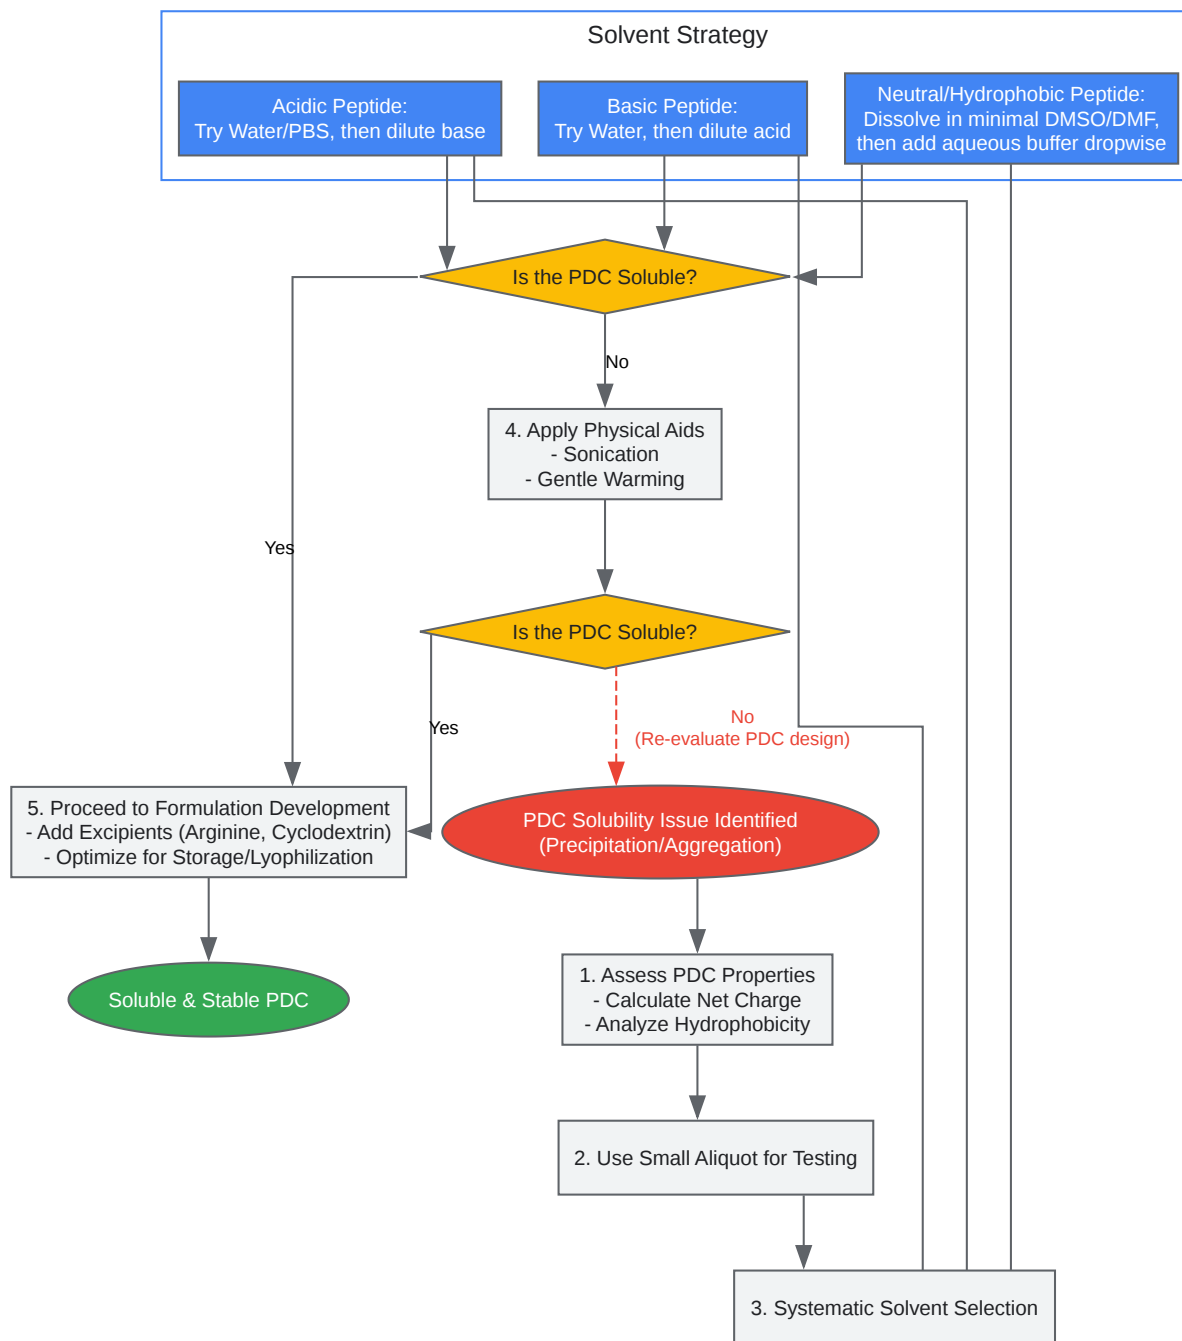 Solvent Strategy
Acidic Peptide:
Try Water/PBS, then dilute base
Basic Peptide:
Try Water, then dilute acid
Neutral/Hydrophobic Peptide:
Dissolve in minimal DMSO/DMF,
then add aqueous buffer dropwise
Is the PDC Soluble?
No
4. Apply Physical Aids
- Sonication
- Gentle Warming
Yes
Is the PDC Soluble?
Yes
No
(Re-evaluate PDC design)
5. Proceed to Formulation Development
- Add Excipients (Arginine, Cyclodextrin)
- Optimize for Storage/Lyophilization
PDC Solubility Issue Identified
(Precipitation/Aggregation)
Soluble & Stable PDC
1. Assess PDC Properties
- Calculate Net Charge
- Analyze Hydrophobicity
2. Use Small Aliquot for Testing
3. Systematic Solvent Selection